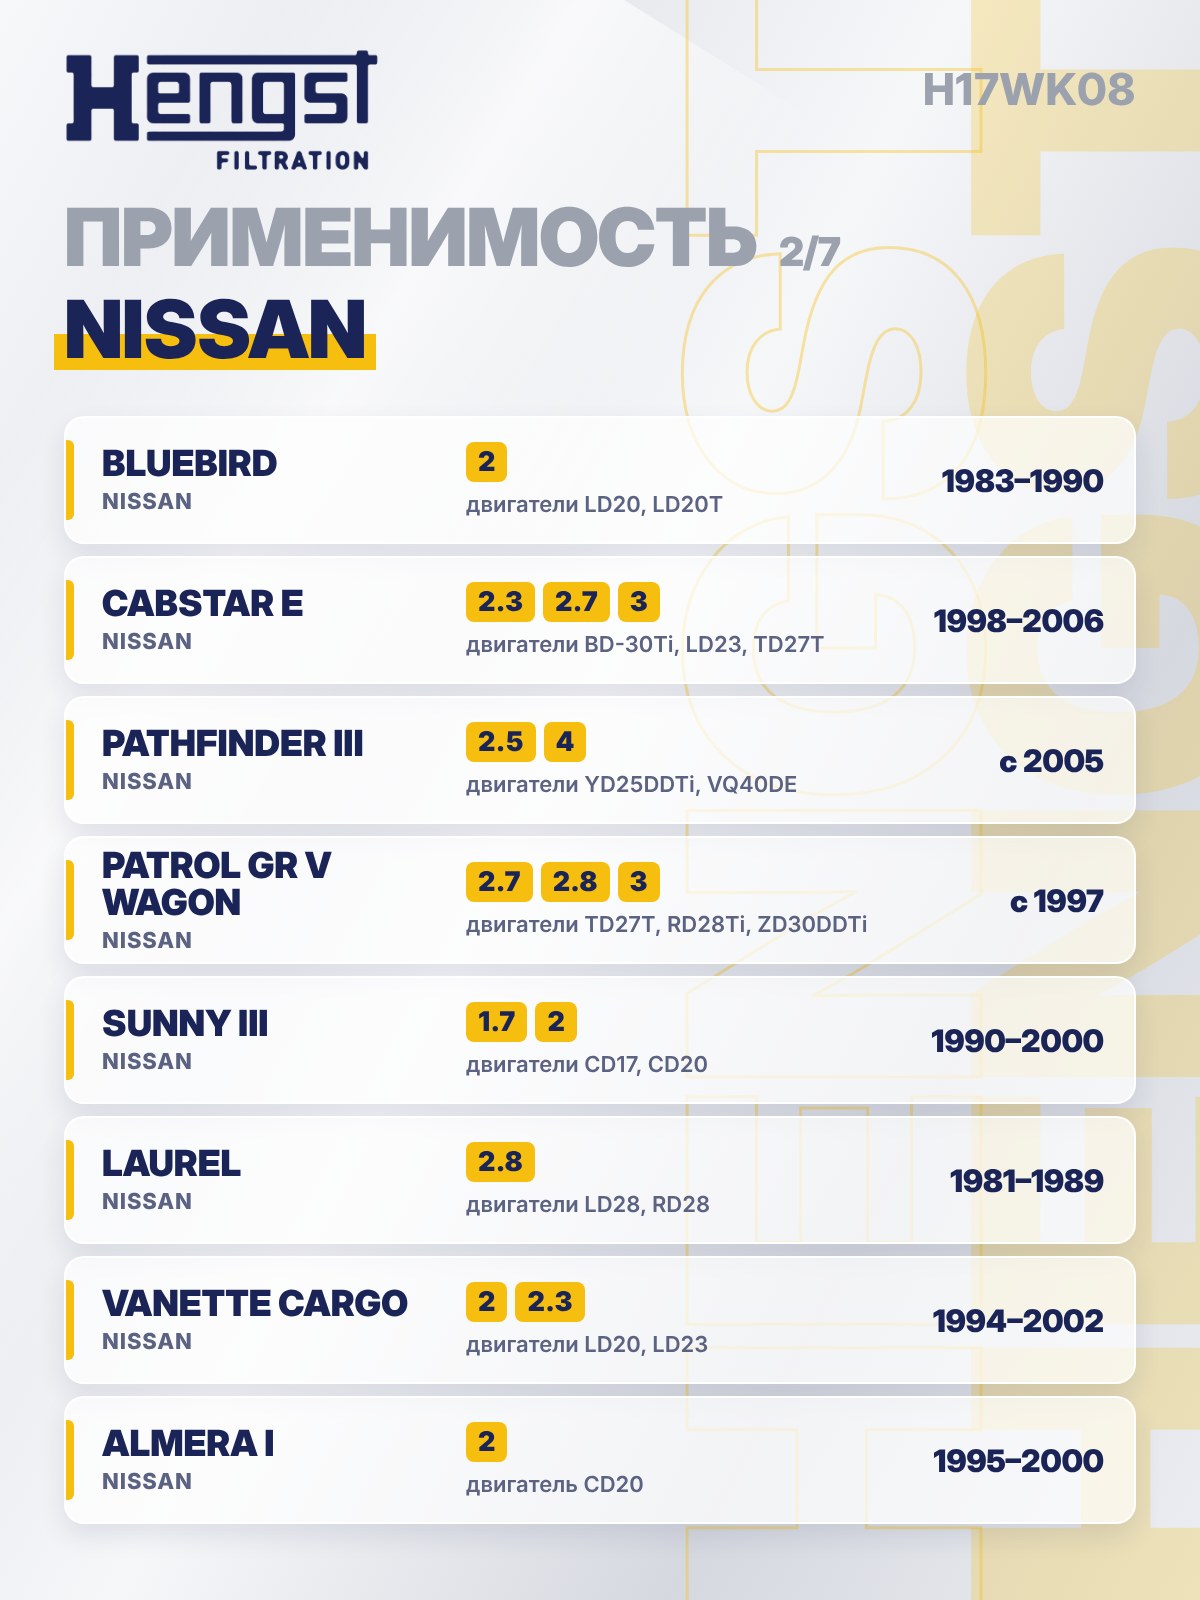 Hengst
FILTRATION
H17WK08
ПРИМЕНИМОСТЬ 2/7
NISSAN
BLUEBIRD
NISSAN
2
двигатели LD20, LD20T
1983–1990
CABSTAR E
NISSAN
2.3 2.7 3
двигатели BD-30Ti, LD23, TD27T
1998–2006
PATHFINDER III
NISSAN
2.5 4
двигатели YD25DDTi, VQ40DE
с 2005
PATROL GR V
WAGON
NISSAN
2.7 2.8 3
двигатели TD27T, RD28Ti, ZD30DDTi
с 1997
SUNNY III
NISSAN
1.7 2
двигатели CD17, CD20
1990–2000
LAUREL
NISSAN
2.8
двигатели LD28, RD28
1981–1989
VANETTE CARGO
NISSAN
2 2.3
двигатели LD20, LD23
1994–2002
ALMERA I
NISSAN
2
двигатель CD20
1995–2000
HENGST
HENGST